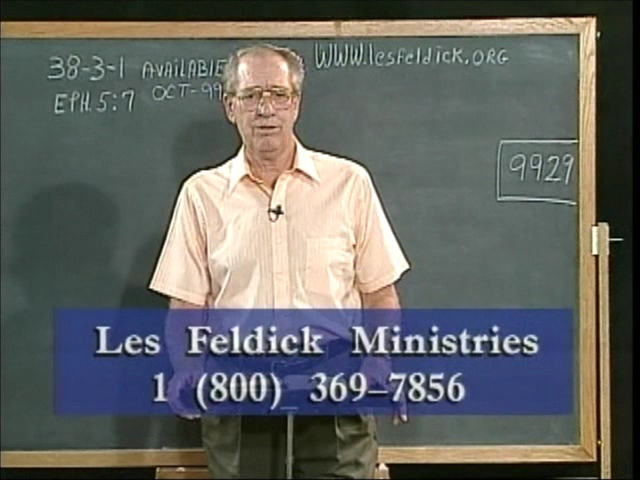 38-3-1 AVAILABLE WWW.lesfeldick.ORG
EPH. 5:7 OCT-99
9929
Les Feldick Ministries
1 (800) 369-7856